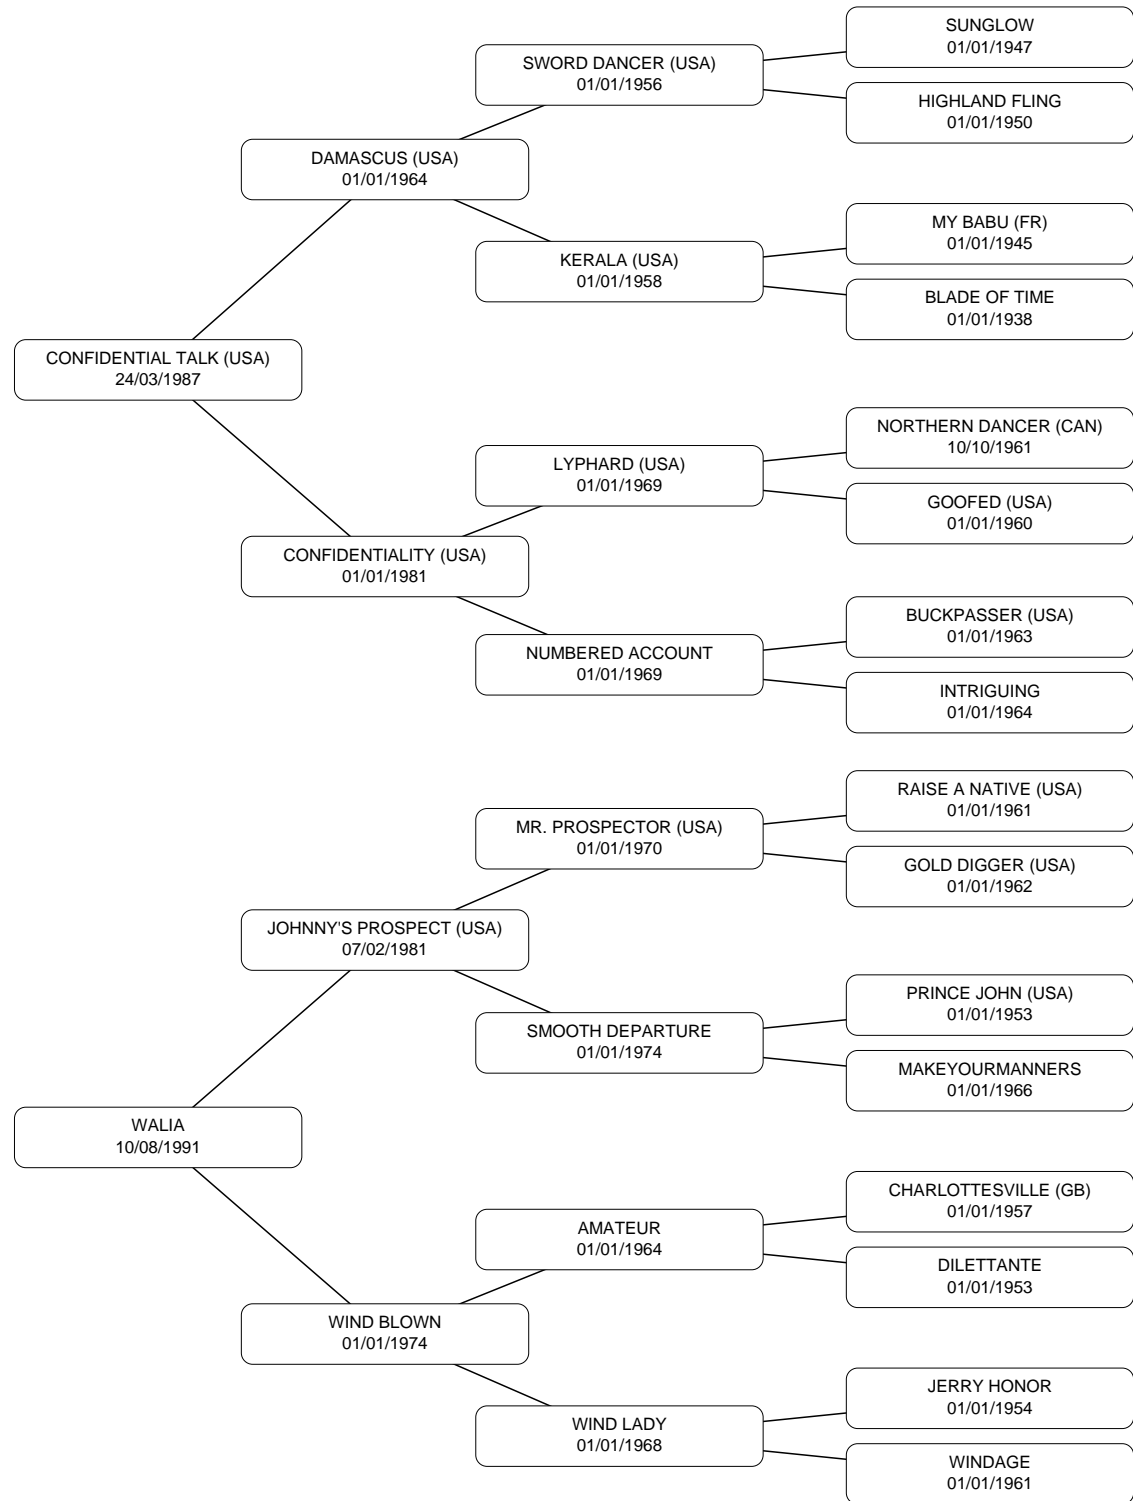 SUNGLOW
01/01/1947
SWORD DANCER (USA)
01/01/1956
HIGHLAND FLING
01/01/1950
DAMASCUS (USA)
01/01/1964
MY BABU (FR)
01/01/1945
KERALA (USA)
01/01/1958
BLADE OF TIME
01/01/1938
CONFIDENTIAL TALK (USA)
24/03/1987
NORTHERN DANCER (CAN)
10/10/1961
LYPHARD (USA)
01/01/1969
GOOFED (USA)
01/01/1960
CONFIDENTIALITY (USA)
01/01/1981
BUCKPASSER (USA)
01/01/1963
NUMBERED ACCOUNT
01/01/1969
INTRIGUING
01/01/1964
RAISE A NATIVE (USA)
01/01/1961
MR. PROSPECTOR (USA)
01/01/1970
GOLD DIGGER (USA)
01/01/1962
JOHNNY'S PROSPECT (USA)
07/02/1981
PRINCE JOHN (USA)
01/01/1953
SMOOTH DEPARTURE
01/01/1974
MAKEYOURMANNERS
01/01/1966
WALIA
10/08/1991
CHARLOTTESVILLE (GB)
01/01/1957
AMATEUR
01/01/1964
DILETTANTE
01/01/1953
WIND BLOWN
01/01/1974
JERRY HONOR
01/01/1954
WIND LADY
01/01/1968
WINDAGE
01/01/1961